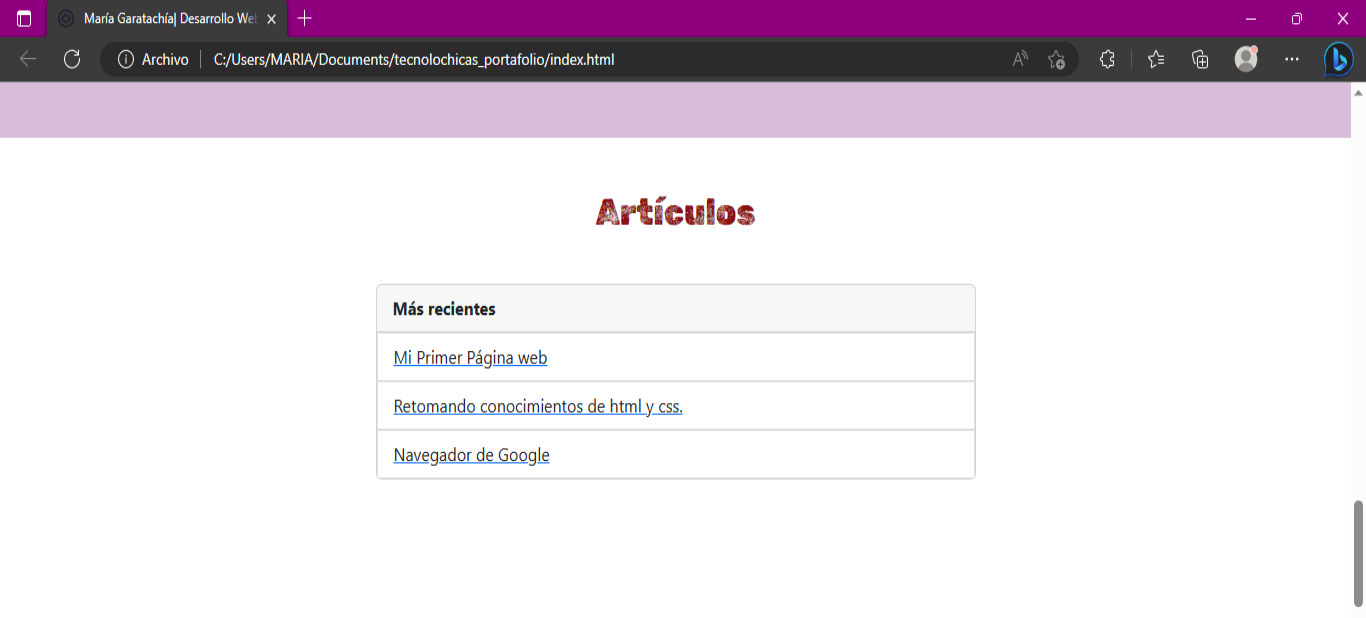 María Garatachía| Desarrollo We
Archivo
C:/Users/MARIA/Documents/tecnolochicas_portafolio/index.html
Artículos
Más recientes
Mi Primer Página web
Retomando conocimientos de html y css.
Navegador de Google